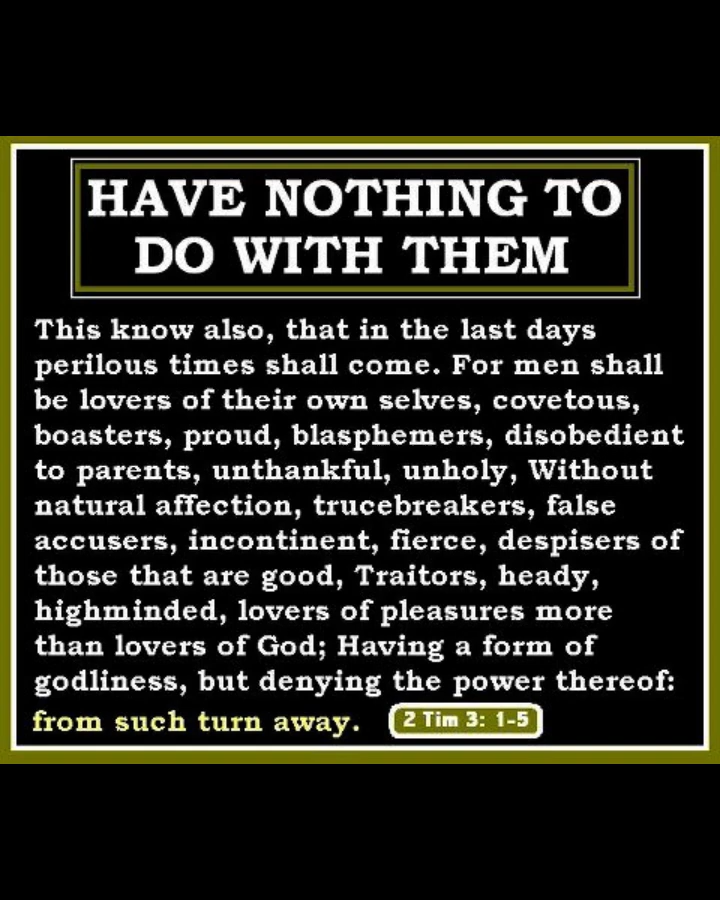 HAVE NOTHING TO
DO WITH THEM
This know also, that in the last days
perilous times shall come. For men shall
be lovers of their own selves, covetous,
boasters, proud, blasphemers, disobedient
to parents, unthankful, unholy, Without
natural affection, trucebreakers, false
accusers, incontinent, fierce, despisers of
those that are good, Traitors, heady,
highminded, lovers of pleasures more
than lovers of God; Having a form of
godliness, but denying the power thereof:
from such turn away. 2 Tim 3: 1-5